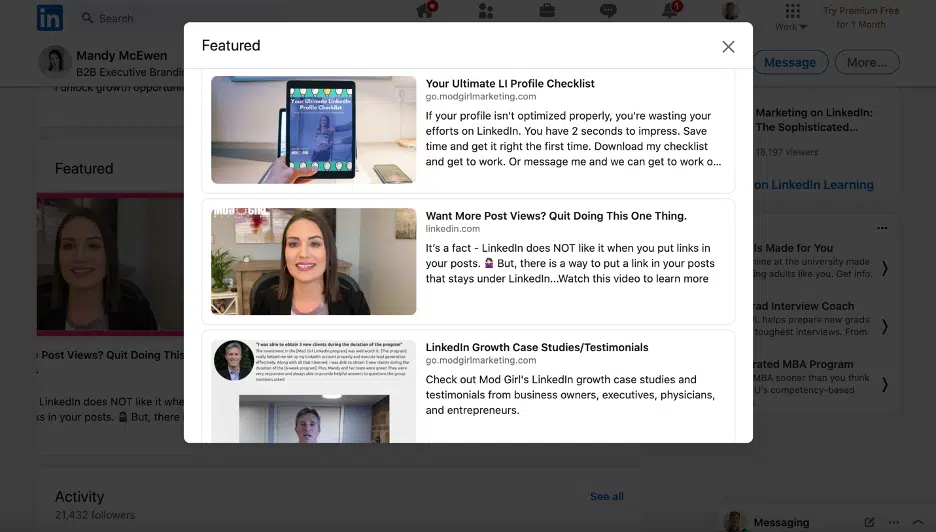 in
Search
Work
Try Premium Free
for 1 Month
Mandy McEwen
B2B Executive Brandin
I unlock growth opportun
Message
More...
Featured
Featured
Your Ultimate LinkedIn
Profile Checklist
Your Ultimate LI Profile Checklist
go.modgirlmarketing.com
If your profile isn't optimized properly, you're wasting your
efforts on LinkedIn. You have 2 seconds to impress. Save
time and get it right the first time. Download my checklist
and get to work. Or message me and we can get to work o...
MOD GIRL
Want More Post Views? Quit Doing This One Thing.
linkedin.com
It's a fact - LinkedIn does NOT like it when you put links in
your posts. 🤦‍♀️ But, there is a way to put a link in your posts
that stays under LinkedIn...Watch this video to learn more
"I was able to obtain 3 new clients during the duration of the program"
LinkedIn Growth Case Studies/Testimonials
go.modgirlmarketing.com
Check out Mod Girl's LinkedIn growth case studies and
testimonials from business owners, executives, physicians,
and entrepreneurs.
e Post Views? Quit Doing This
LinkedIn does NOT like it whe
ks in your posts. 🤦‍♀️ But, there i
Marketing on LinkedIn:
The Sophisticated...
18,197 viewers
on LinkedIn Learning
ls Made for You
nline at the university made
ng adults like you. Get info.
rad Interview Coach
L helps prepare new grads
toughest interviews. From
rated MBA Program
MBA sooner than you think
U's competency-based
Activity
21,432 followers
See all
Messaging